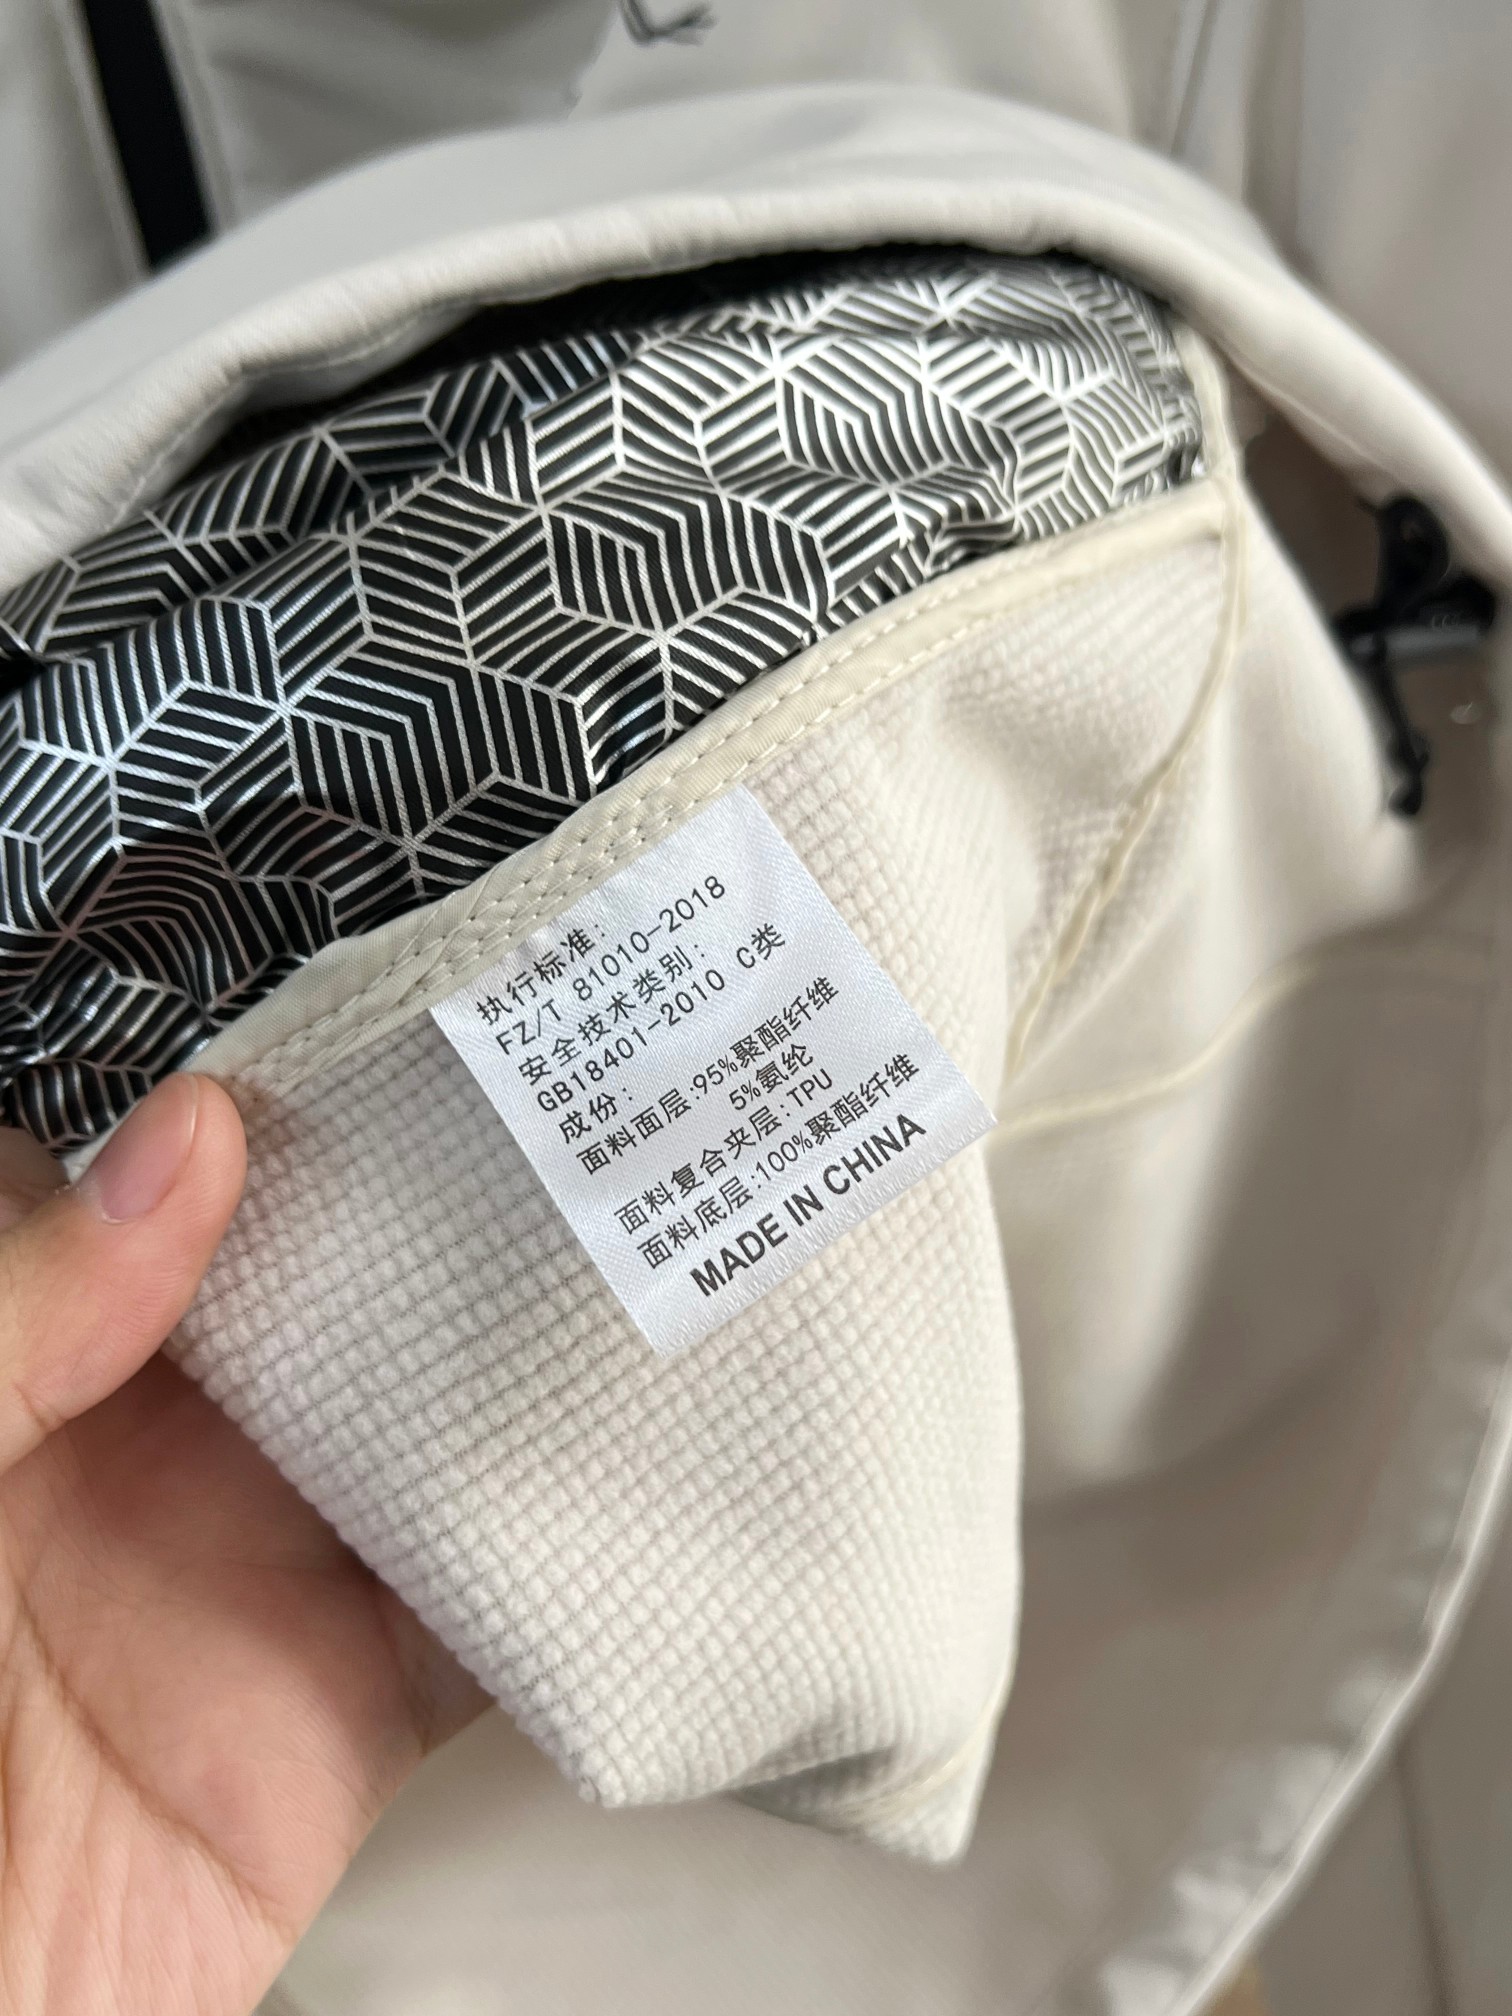 执行标准:
FZ/T 81010-2018
安全技术类别:
GB18401-2010 C类
成份:
面料面层:95%聚酯纤维
5%氨纶
面料复合夹层:TPU
面料底层:100%聚酯纤维
MADE IN CHINA